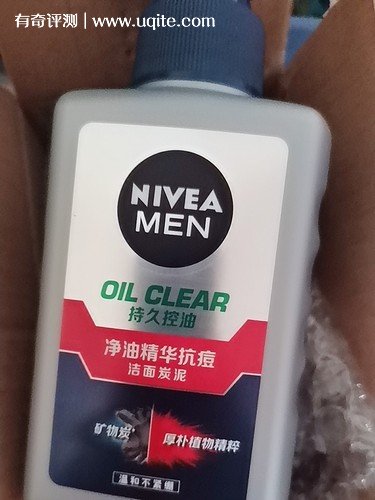 有奇评测 | www.uqite.com
NIVEA
MEN
OIL CLEAR
持久控油
净油精华抗痘
洁面炭泥
矿物炭*
厚朴植物精粹
温和不紧绷